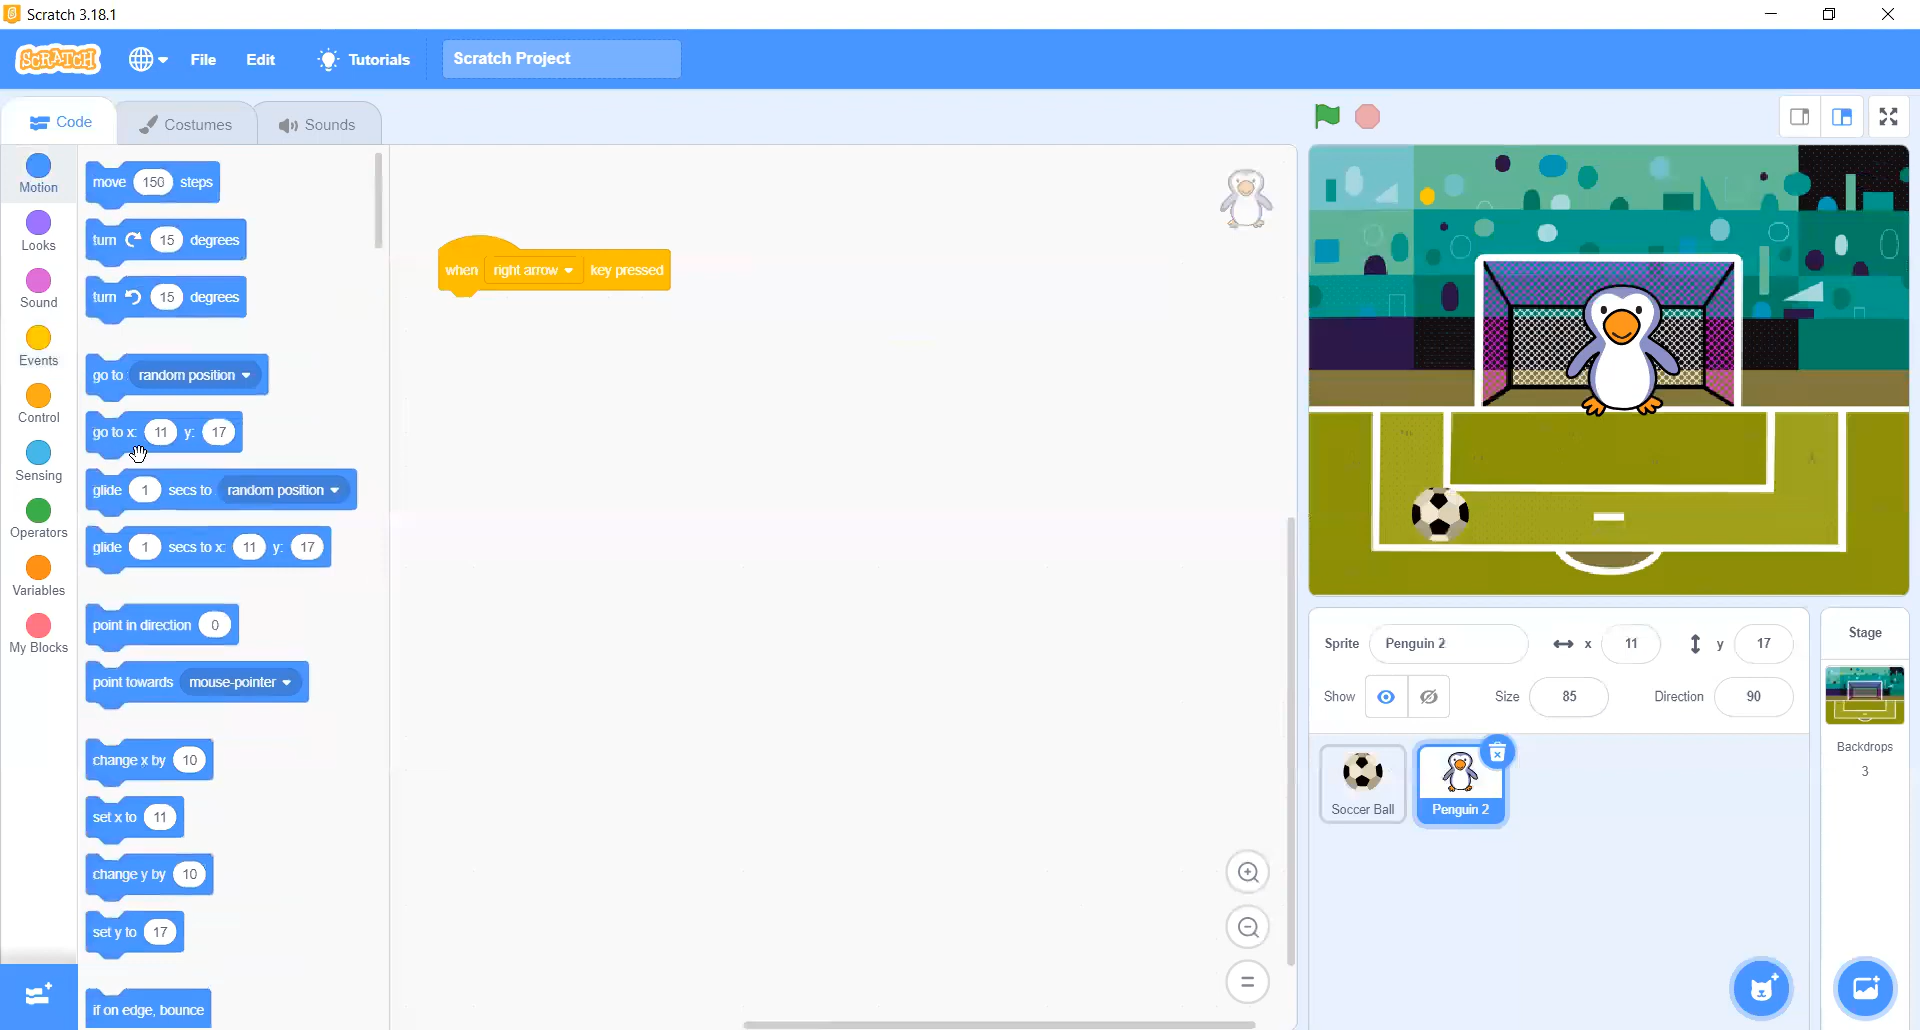 Scratch 3.18.1
SCRATCH File Edit Tutorials Scratch Project
Code Costumes Sounds
Motion
Looks
Sound
Events
Control
Sensing
Operators
Variables
My Blocks
move 150 steps
turn 15 degrees
turn 15 degrees
go to random position
go to x: 11 y: 17
glide 1 secs to random position
glide 1 secs to x: 11 y: 17
point in direction 0
point towards mouse-pointer
change x by 10
set x to 11
change y by 10
set y to 17
if on edge, bounce
when right arrow key pressed
Sprite Penguin 2 x 11 y 17
Show Size 85 Direction 90
Soccer Ball
Penguin 2
Stage
Backdrops
3